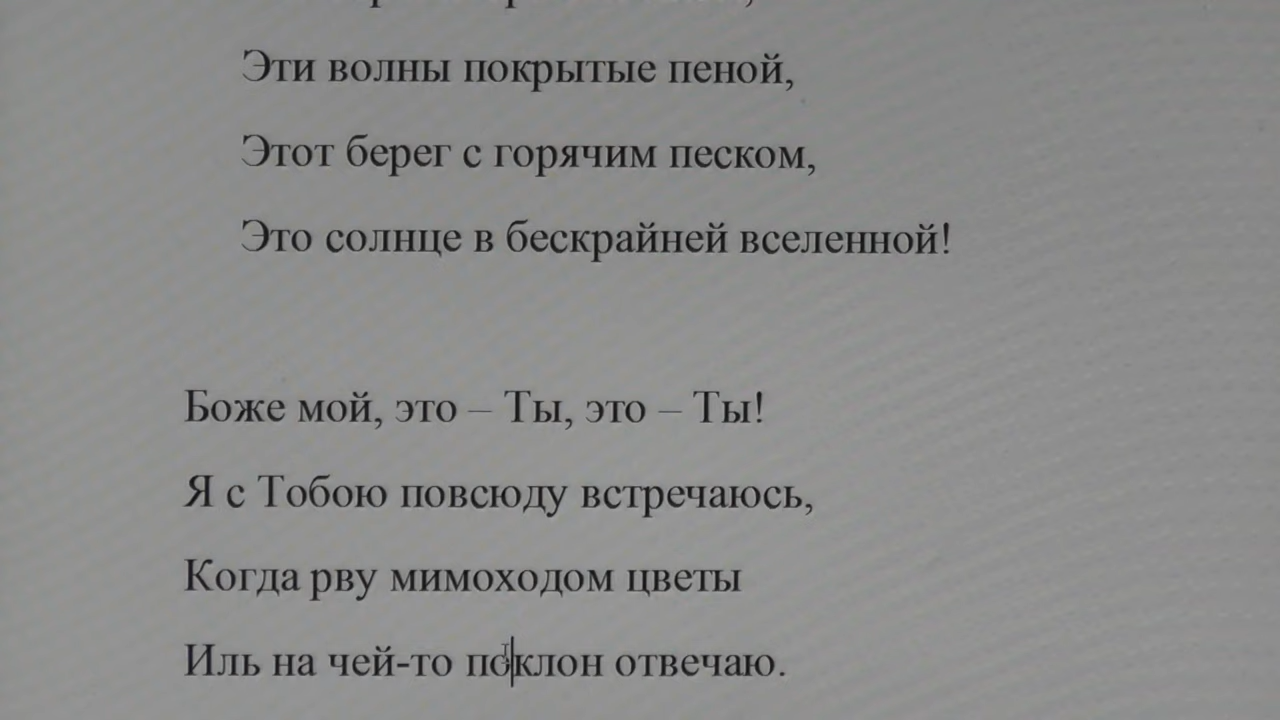 Эти волны покрытые пеной,
Этот берег с горячим песком,
Это солнце в бескрайней вселенной!
Боже мой, это – Ты, это – Ты!
Я с Тобою повсюду встречаюсь,
Когда рву мимоходом цветы
Иль на чей-то поклон отвечаю.